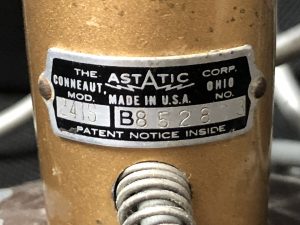 THE ASTATIC CORP.
CONNEAUT, OHIO
MOD. MADE IN U.S.A. NO.
B8528
PATENT NOTICE INSIDE